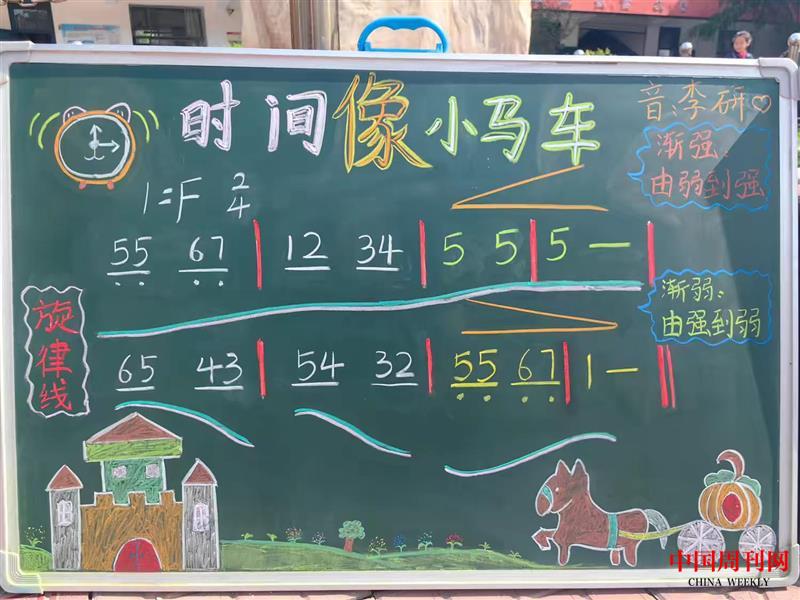 时间像小马车
音:李研♡
渐强:
由弱到强
1=F 2/4
55 67 | 12 34 | 5 5 | 5 — |
渐弱:
由强到弱
旋律线
65 43 | 54 32 | 55 67 | 1 — ‖
中国周刊网
CHINA WEEKLY